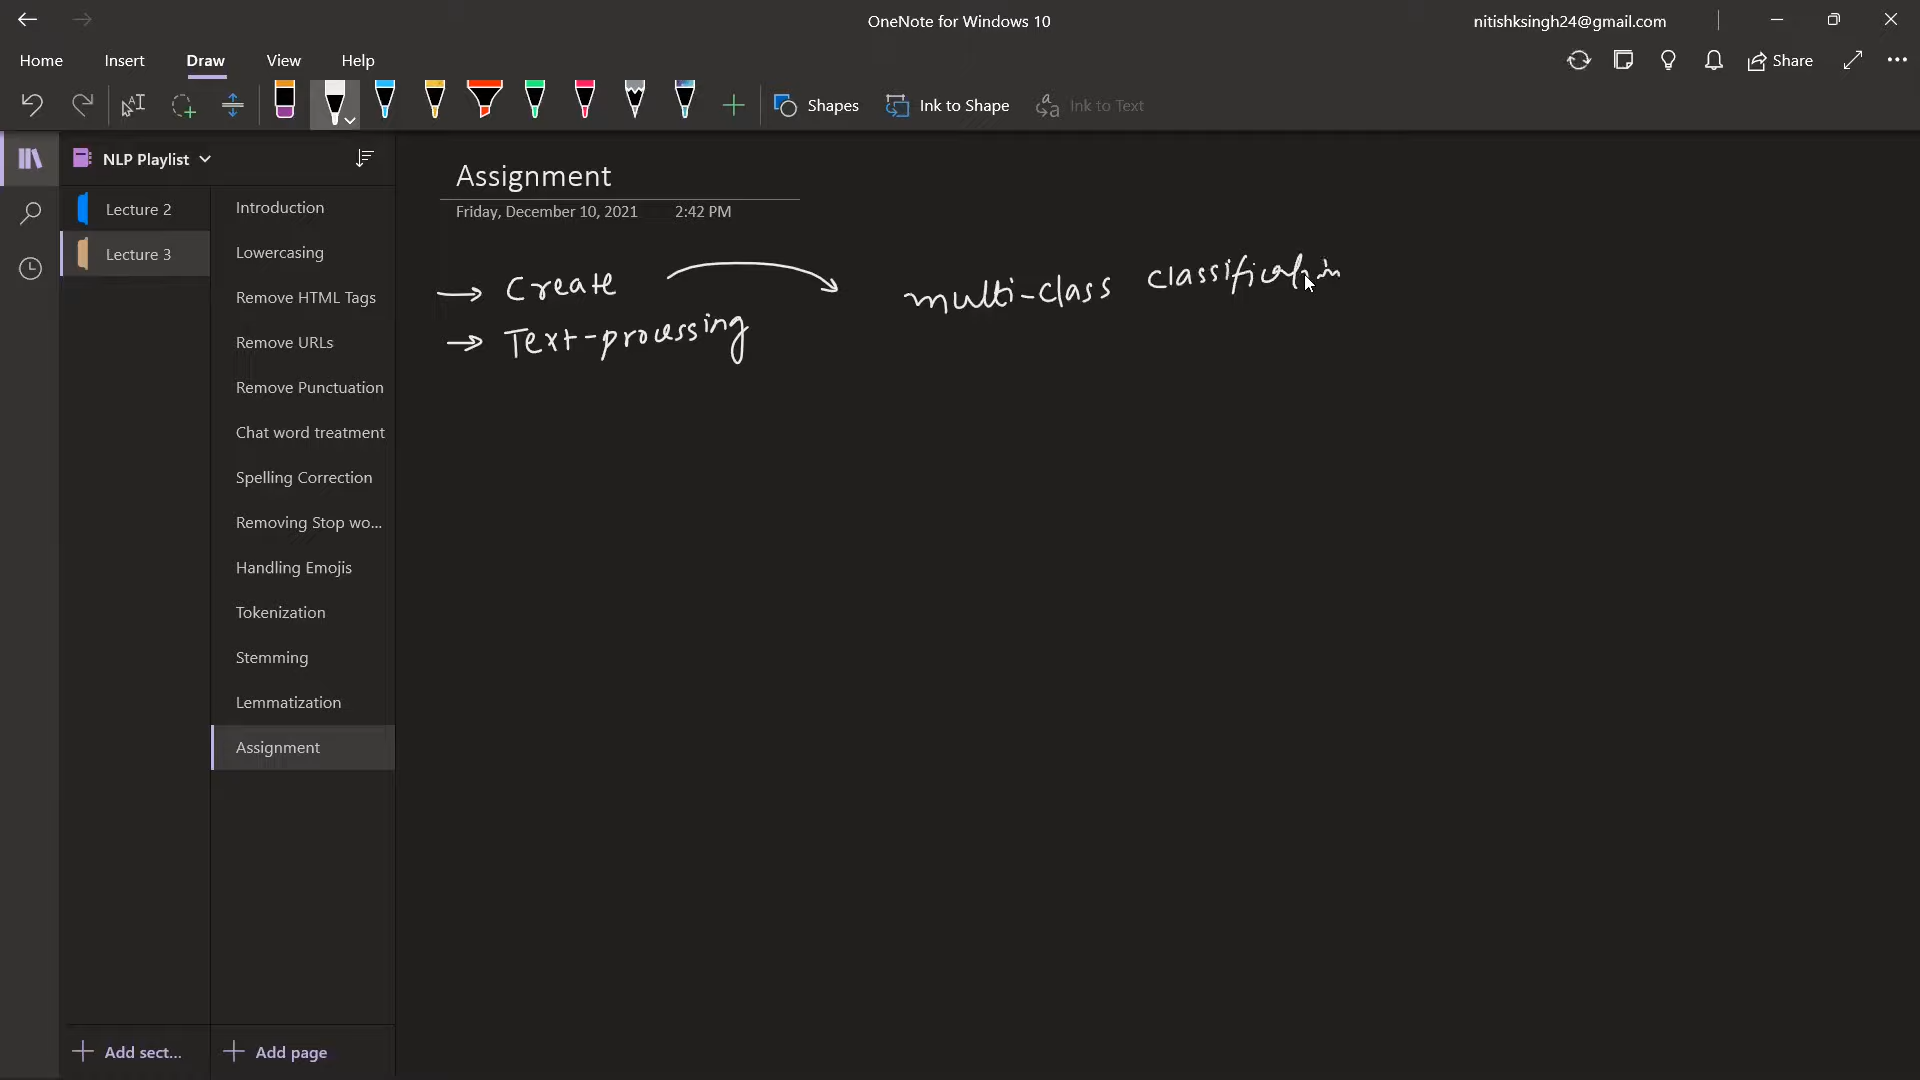 OneNote for Windows 10
nitishksingh24@gmail.com
Home Insert Draw View Help
Share
Shapes Ink to Shape Ink to Text
NLP Playlist
Lecture 2
Lecture 3
Introduction
Lowercasing
Remove HTML Tags
Remove URLs
Remove Punctuation
Chat word treatment
Spelling Correction
Removing Stop wo...
Handling Emojis
Tokenization
Stemming
Lemmatization
Assignment
Add sect...
Add page
Assignment
Friday, December 10, 2021 2:42 PM
→ Create → multi-class classification
→ Text-processing